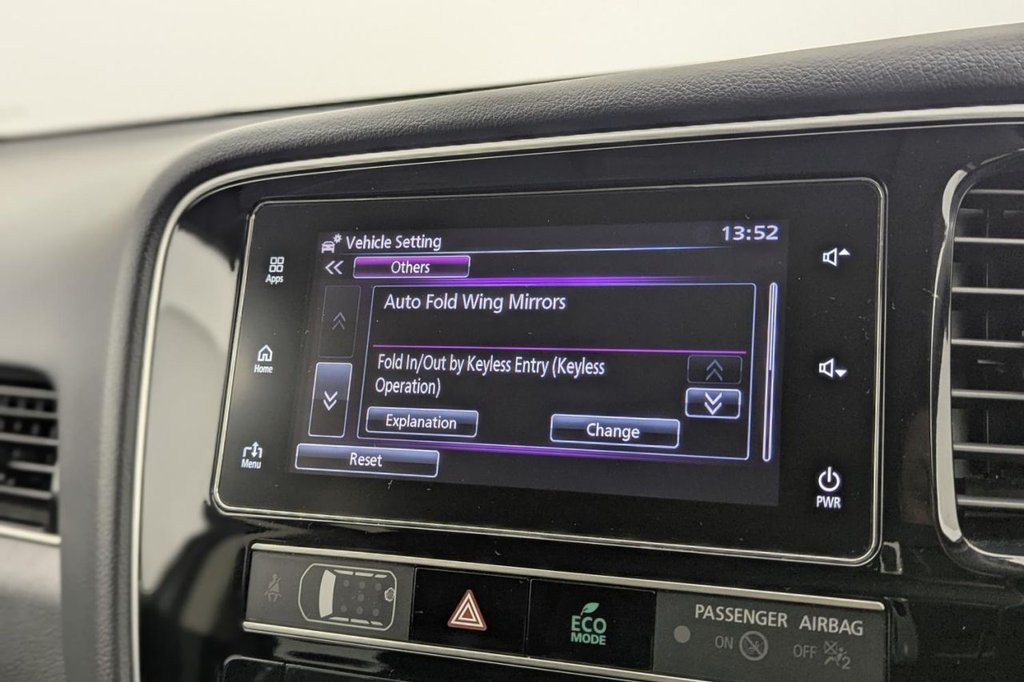 Vehicle Setting
13:52
Others
Apps
Auto Fold Wing Mirrors
Home
Fold In/Out by Keyless Entry (Keyless
Operation)
Explanation
Change
Menu
Reset
PWR
ECO
MODE
PASSENGER AIRBAG
ON
OFF
2